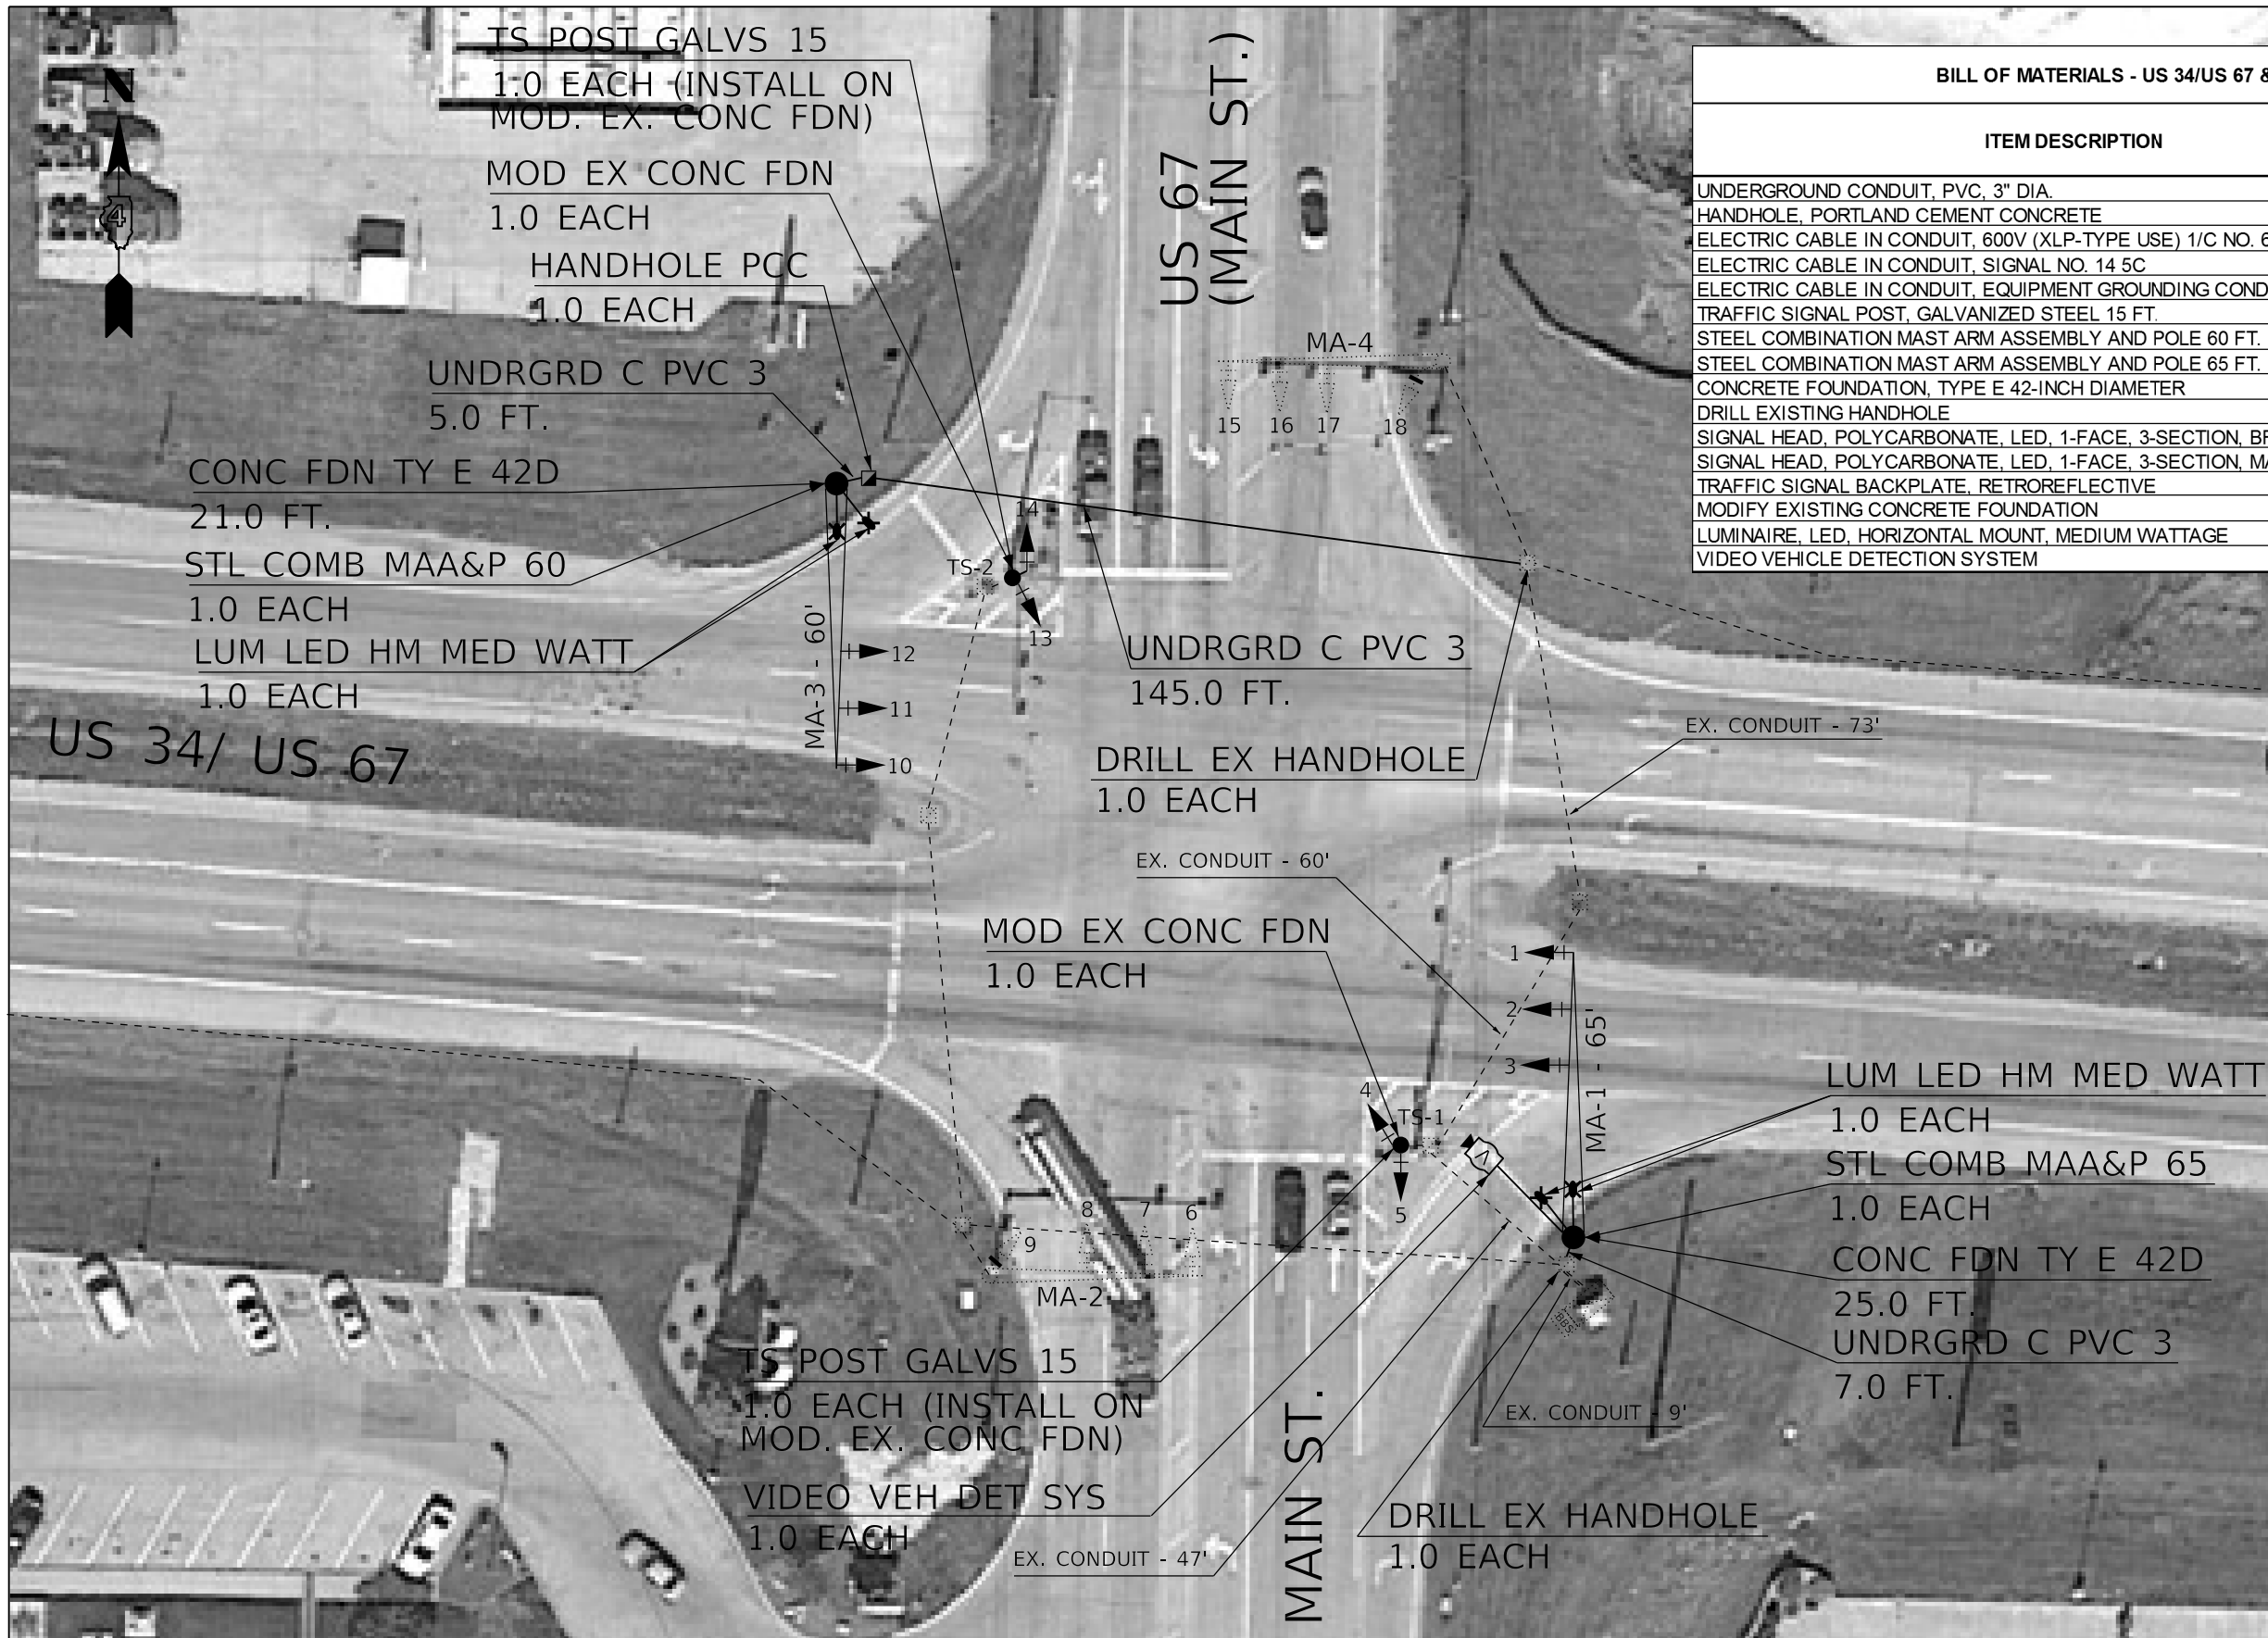 TS POST GALVS 15
1.0 EACH (INSTALL ON
MOD. EX. CONC FDN)
MOD EX CONC FDN
1.0 EACH
HANDHOLE PCC
1.0 EACH
UNDRGRD C PVC 3
5.0 FT.
CONC FDN TY E 42D
21.0 FT.
STL COMB MAA&P 60
1.0 EACH
LUM LED HM MED WATT
1.0 EACH
N
4
US 67
(MAIN ST.)
BILL OF MATERIALS - US 34/US 67 &
ITEM DESCRIPTION
UNDERGROUND CONDUIT, PVC, 3" DIA.
HANDHOLE, PORTLAND CEMENT CONCRETE
ELECTRIC CABLE IN CONDUIT, 600V (XLP-TYPE USE) 1/C NO. 6
ELECTRIC CABLE IN CONDUIT, SIGNAL NO. 14 5C
ELECTRIC CABLE IN CONDUIT, EQUIPMENT GROUNDING COND
TRAFFIC SIGNAL POST, GALVANIZED STEEL 15 FT.
STEEL COMBINATION MAST ARM ASSEMBLY AND POLE 60 FT.
STEEL COMBINATION MAST ARM ASSEMBLY AND POLE 65 FT.
CONCRETE FOUNDATION, TYPE E 42-INCH DIAMETER
DRILL EXISTING HANDHOLE
SIGNAL HEAD, POLYCARBONATE, LED, 1-FACE, 3-SECTION, BR
SIGNAL HEAD, POLYCARBONATE, LED, 1-FACE, 3-SECTION, MA
TRAFFIC SIGNAL BACKPLATE, RETROREFLECTIVE
MODIFY EXISTING CONCRETE FOUNDATION
LUMINAIRE, LED, HORIZONTAL MOUNT, MEDIUM WATTAGE
VIDEO VEHICLE DETECTION SYSTEM
MA-4
15 16 17 18
14
TS-2
13
MA-3 - 60'
12
11
10
US 34/ US 67
UNDRGRD C PVC 3
145.0 FT.
DRILL EX HANDHOLE
1.0 EACH
EX. CONDUIT - 73'
EX. CONDUIT - 60'
MOD EX CONC FDN
1.0 EACH
1
2
3
MA-1 - 65'
4
TS-1
5
V
LUM LED HM MED WATT
1.0 EACH
STL COMB MAA&P 65
1.0 EACH
CONC FDN TY E 42D
25.0 FT.
UNDRGRD C PVC 3
7.0 FT.
9 8 7 6
MA-2
BBS
TS POST GALVS 15
1.0 EACH (INSTALL ON
MOD. EX. CONC FDN)
VIDEO VEH DET SYS
1.0 EACH
EX. CONDUIT - 47'
MAIN ST.
EX. CONDUIT - 9'
DRILL EX HANDHOLE
1.0 EACH